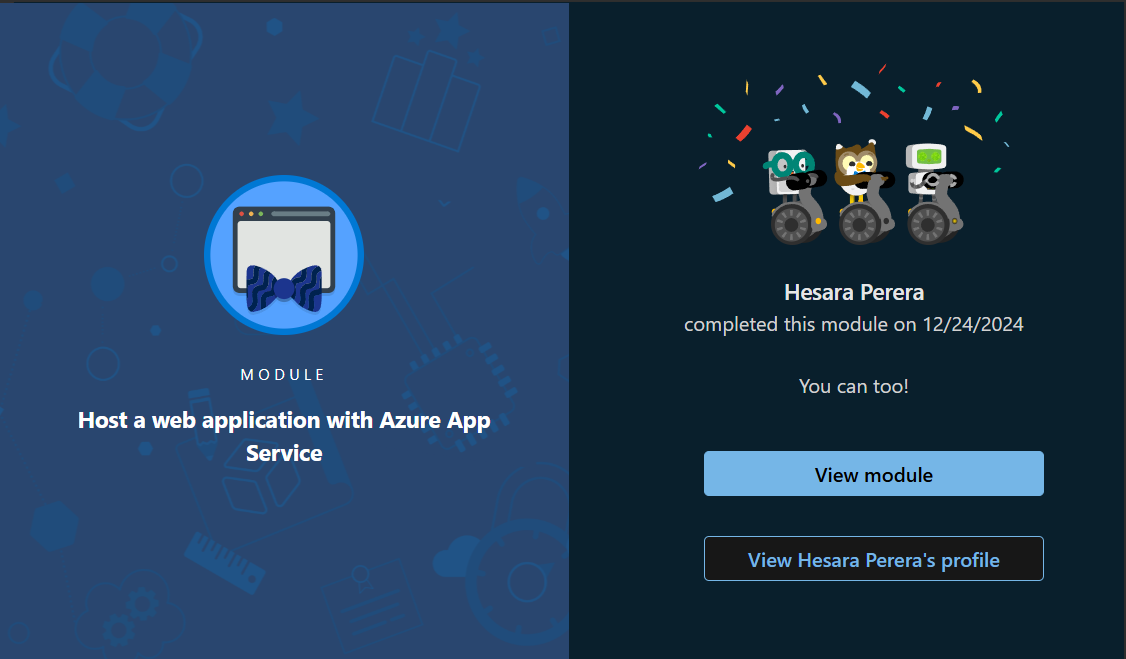 MODULE
Host a web application with Azure App
Service
Hesara Perera
completed this module on 12/24/2024
You can too!
View module
View Hesara Perera's profile